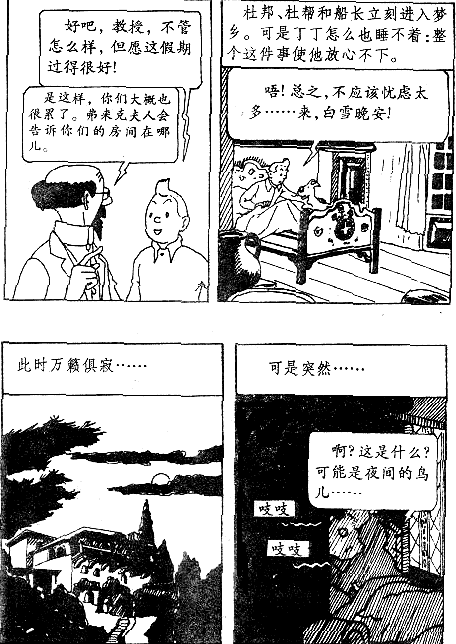 好吧，教授，不管
怎么样，但愿这假期
过得很好！
是这样，你们大概也
很累了。弗来克夫人会
告诉你们的房间在哪
儿。
杜邦、杜帮和船长立刻进入梦
乡。可是丁丁怎么也睡不着：整
个这件事使他放心不下。
唔！总之，不应该忧虑太
多……来，白雪晚安！
此时万籁俱寂……
可是突然……
啊？这是什么？
可能是夜间的鸟
儿……
吱吱
吱吱